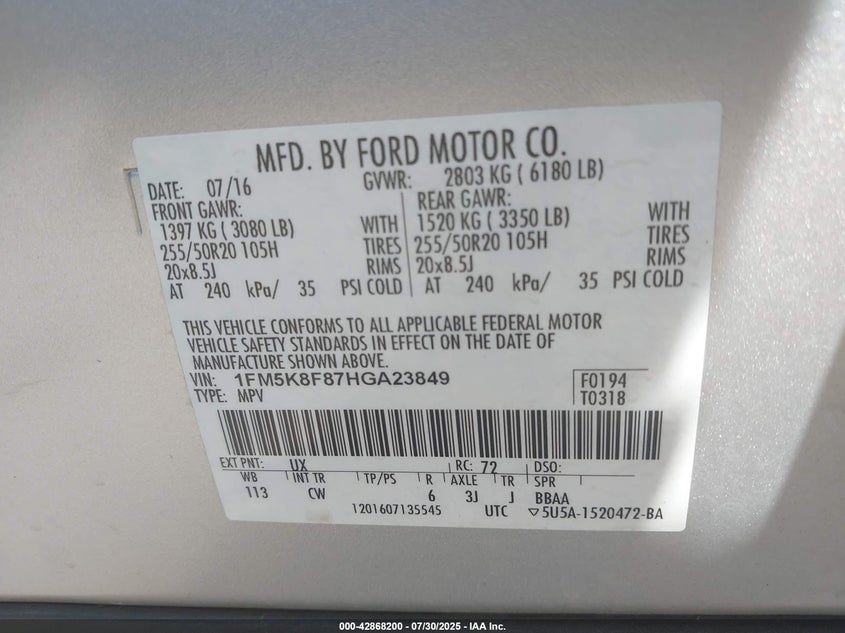 MFD. BY FORD MOTOR CO.
DATE: 07/16 GVWR: 2803 KG ( 6180 LB)
FRONT GAWR: REAR GAWR:
1397 KG ( 3080 LB) WITH 1520 KG ( 3350 LB) WITH
255/50R20 105H TIRES 255/50R20 105H TIRES
20x8.5J RIMS 20x8.5J RIMS
AT 240 kPa/ 35 PSI COLD AT 240 kPa/ 35 PSI COLD
THIS VEHICLE CONFORMS TO ALL APPLICABLE FEDERAL MOTOR
VEHICLE SAFETY STANDARDS IN EFFECT ON THE DATE OF
MANUFACTURE SHOWN ABOVE.
VIN: 1FM5K8F87HGA23849 F0194
TYPE: MPV T0318
EXT PNT: UX RC: 72 DSO:
WB INT TR TP/PS R AXLE TR SPR
113 CW 6 3J J BBAA
1201607135545 UTC ▽5U5A-1520472-BA
000-42868200 - 07/30/2025 - IAA Inc.